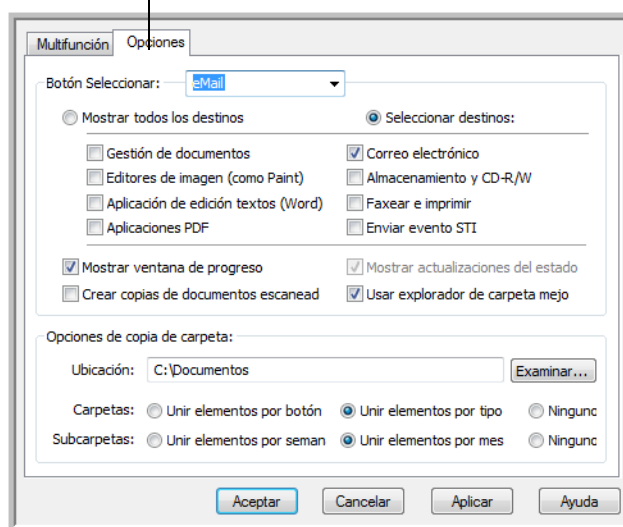 Multifunción Opciones
Botón Seleccionar: eMail
Mostrar todos los destinos Seleccionar destinos:
Gestión de documentos Correo electrónico
Editores de imagen (como Paint) Almacenamiento y CD-R/W
Aplicación de edición textos (Word) Faxear e imprimir
Aplicaciones PDF Enviar evento STI
Mostrar ventana de progreso Mostrar actualizaciones del estado
Crear copias de documentos escanead Usar explorador de carpeta mejo
Opciones de copia de carpeta:
Ubicación: C:\Documentos Examinar...
Carpetas: Unir elementos por botón Unir elementos por tipo Ninguno
Subcarpetas: Unir elementos por seman Unir elementos por mes Ninguno
Aceptar Cancelar Aplicar Ayuda